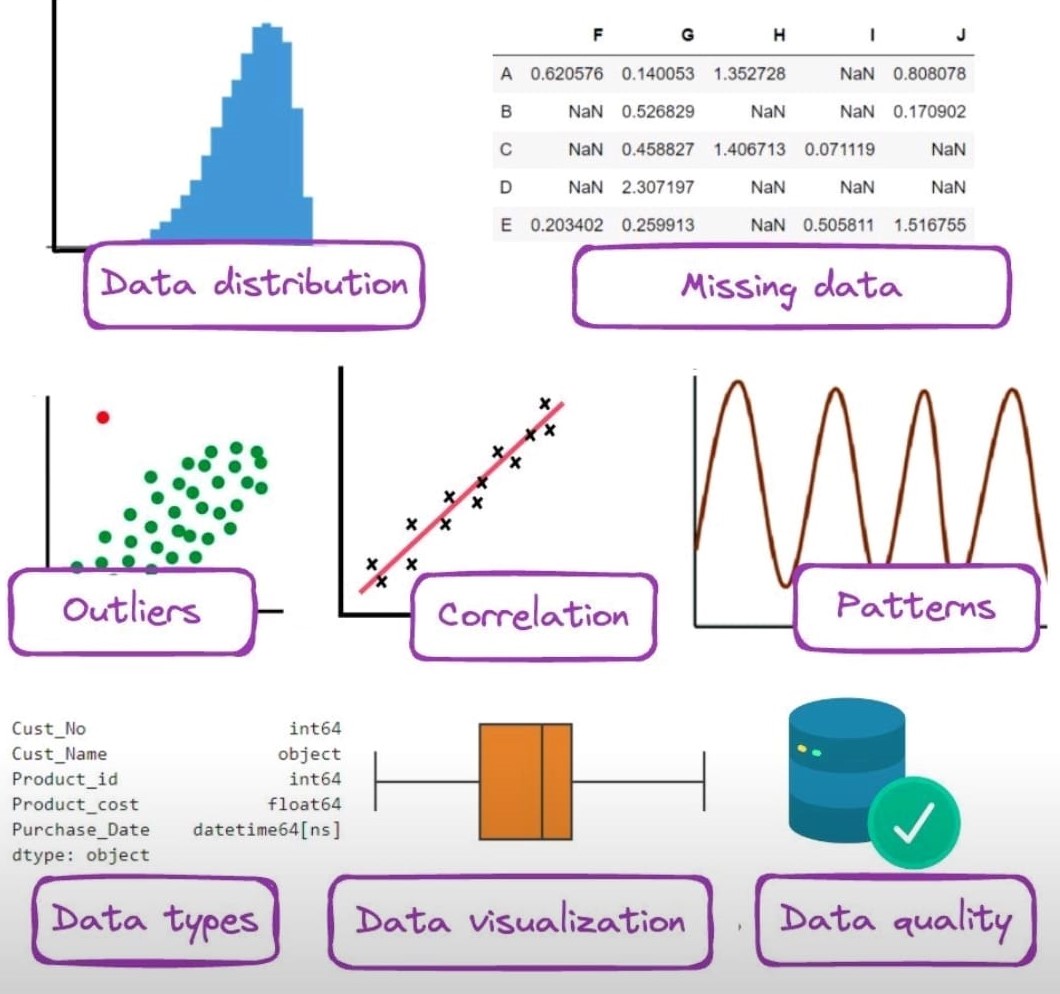 F G H I J
A 0.620576 0.140053 1.352728 NaN 0.808078
B NaN 0.526829 NaN NaN 0.170902
C NaN 0.458827 1.406713 0.071119 NaN
D NaN 2.307197 NaN NaN NaN
E 0.203402 0.259913 NaN 0.505811 1.516755
Data distribution
Missing data
Outliers
Correlation
Patterns
Cust_No int64
Cust_Name object
Product_id int64
Product_cost float64
Purchase_Date datetime64[ns]
dtype: object
Data types
Data visualization
Data quality